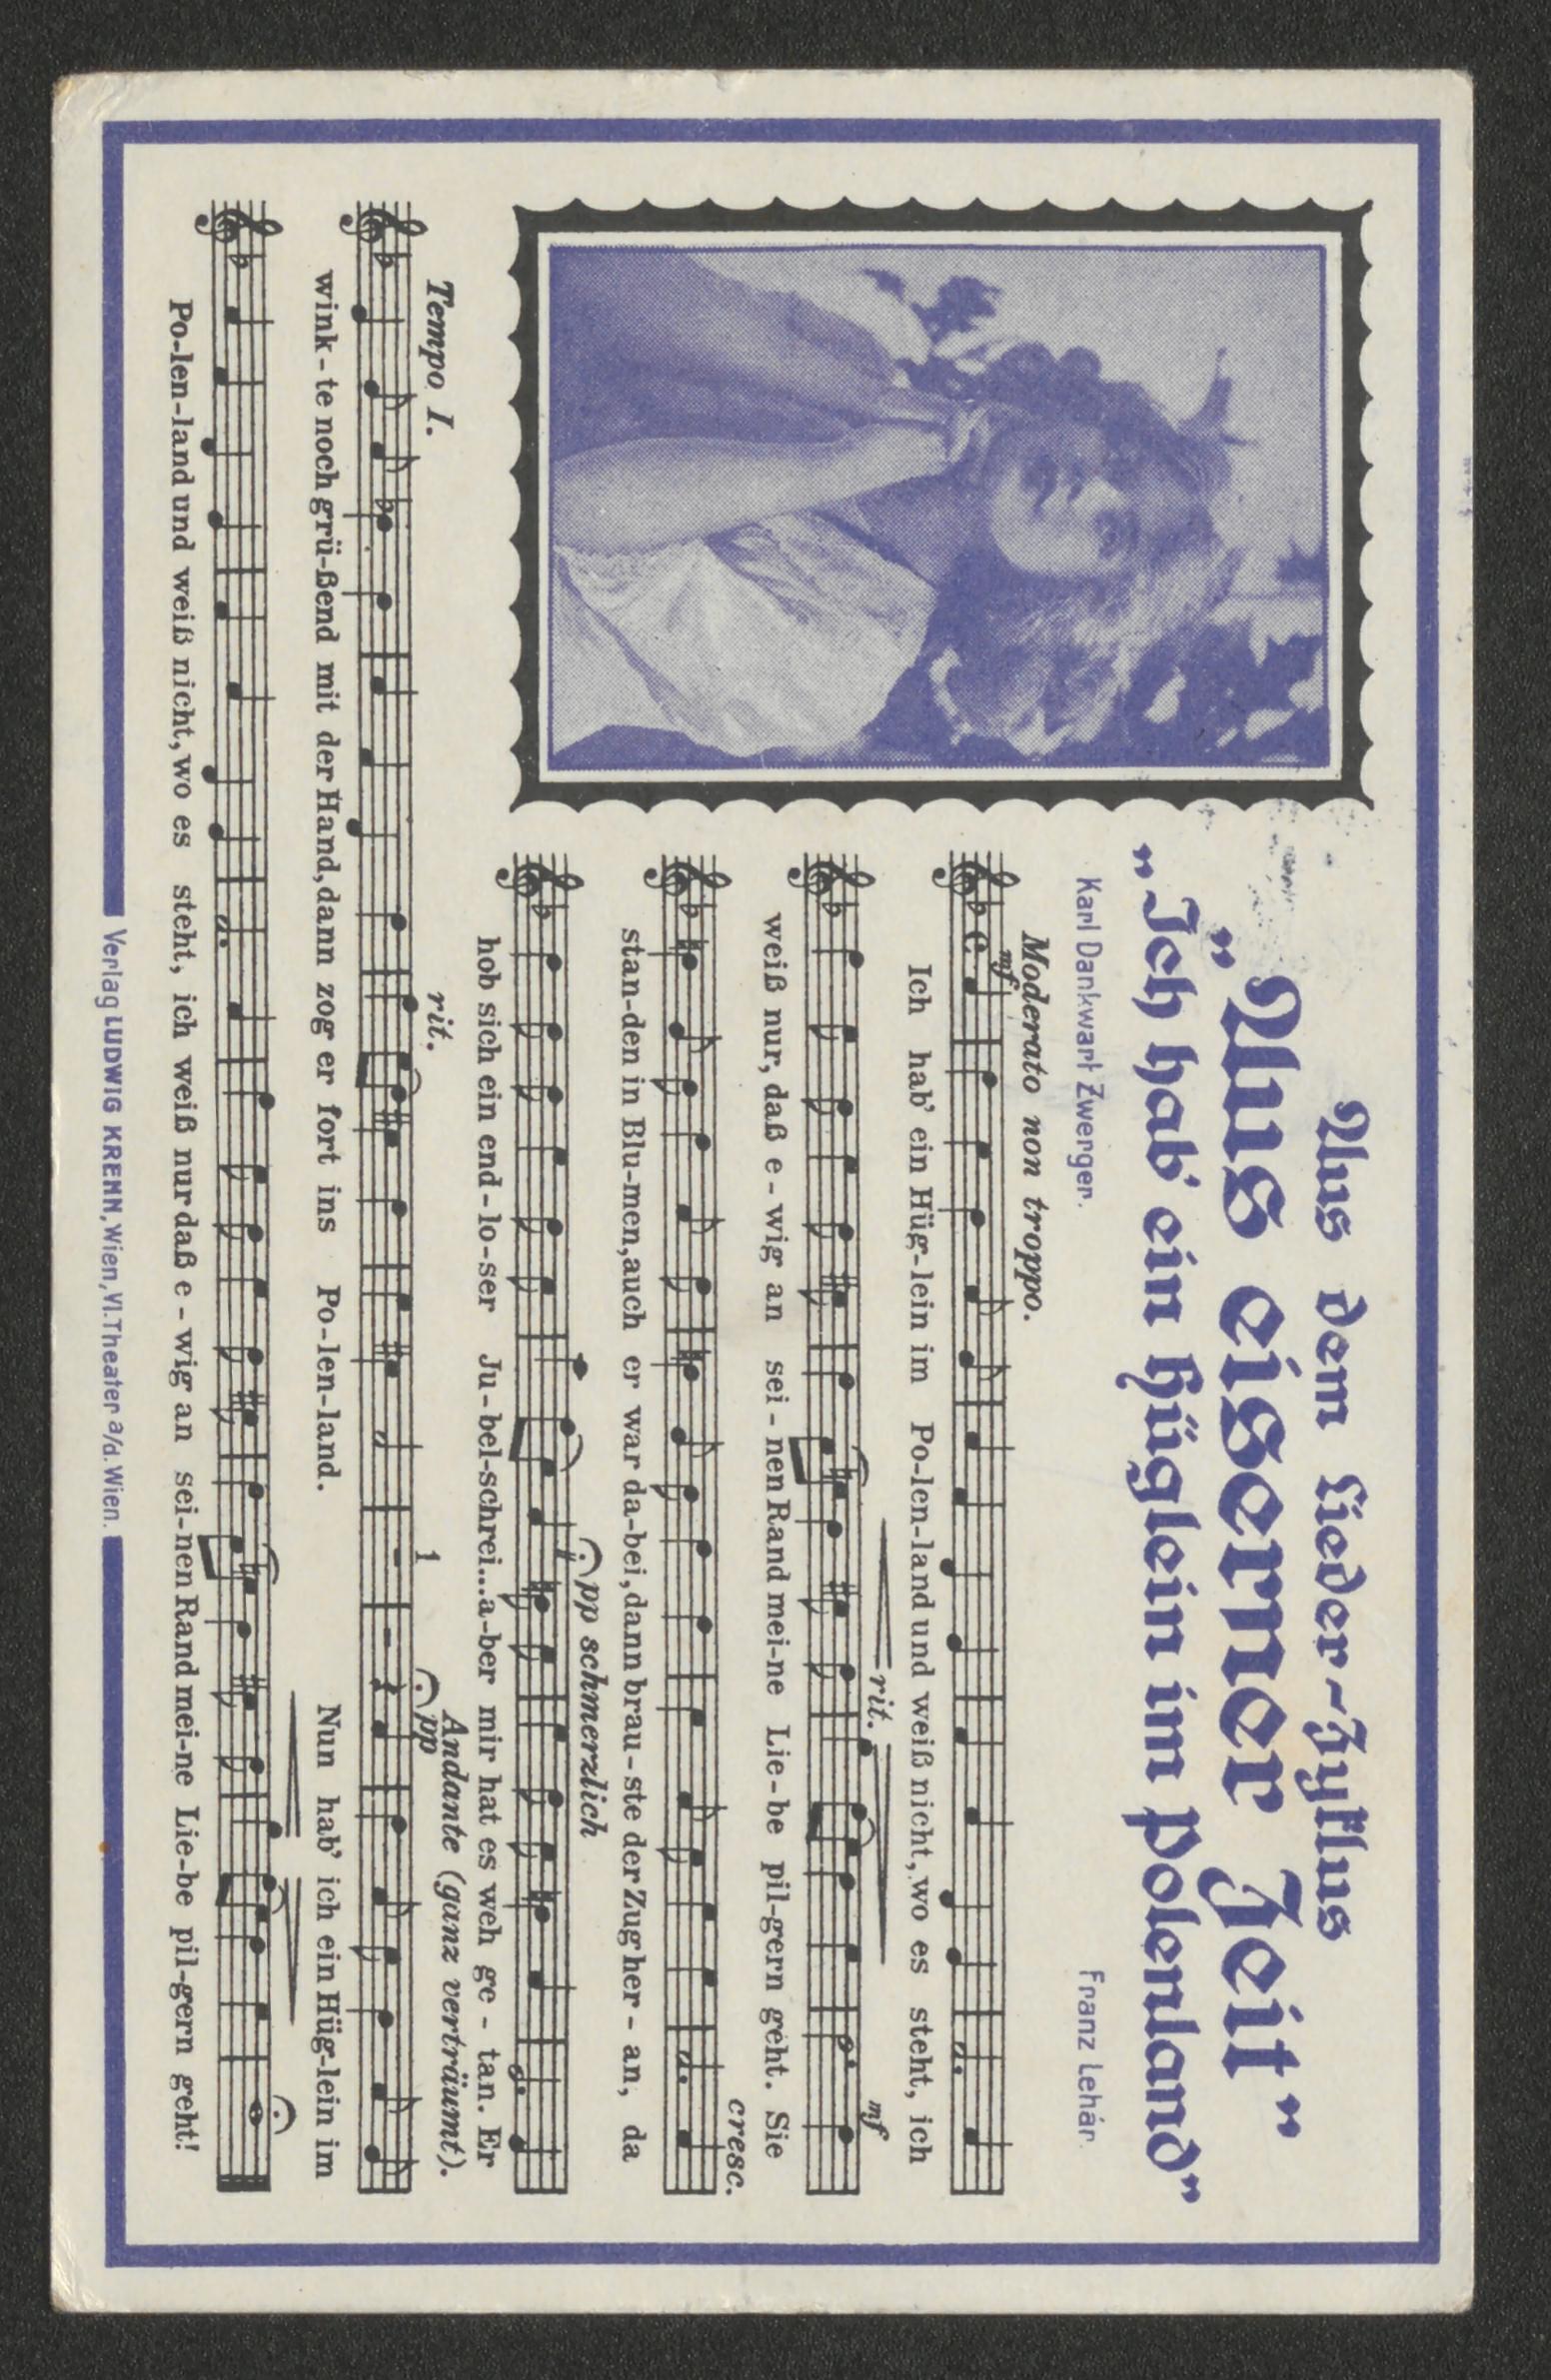 Aus dem Lieder-Zyklus
„Aus eiserner Zeit”
„Ich hab' ein Hüglein im Polenland”
Karl Dankwart Zwerger.
Franz Lehár.
Moderato non troppo.
mf
Ich hab' ein Hüg-lein im Po-len-land und weiß nicht, wo es steht, ich
rit.
mf
weiß nur, daß e-wig an sei-nen Rand mei-ne Lie-be pil-gern geht. Sie
cresc.
stan-den in Blu-men, auch er war da-bei, dann brau-ste der Zug her-an, da
pp schmerzlich
hob sich ein end-lo-ser Ju-bel-schrei... a-ber mir hat es weh ge-tan. Er
Tempo I.
rit.
1
pp
Andante (ganz verträumt).
wink-te noch grü-ßend mit der Hand, dann zog er fort ins Po-len-land. Nun hab' ich ein Hüg-lein im
Po-len-land und weiß nicht, wo es steht, ich weiß nur daß e-wig an sei-nen Rand mei-ne Lie-be pil-gern geht!
Verlag LUDWIG KRENN, Wien, VI. Theater a/d. Wien.